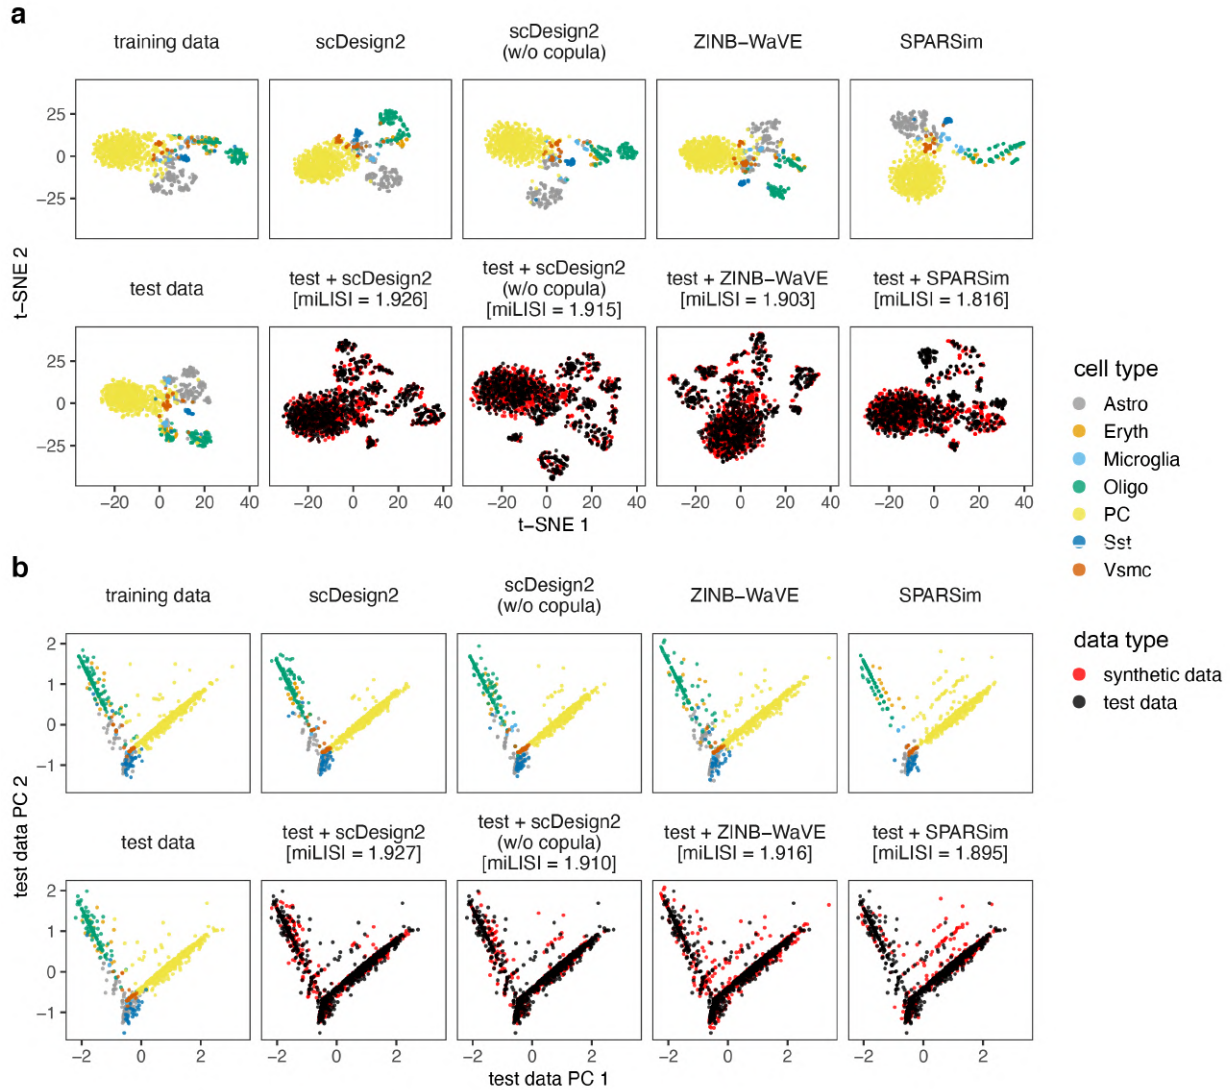 a
training data
scDesign2
scDesign2
(w/o copula)
ZINB−WaVE
SPARSim
25
0
−25
test data
test + scDesign2
[miLISI = 1.926]
test + scDesign2
(w/o copula)
[miLISI = 1.915]
test + ZINB−WaVE
[miLISI = 1.903]
test + SPARSim
[miLISI = 1.816]
t−SNE 2
25
0
−25
−20 0 20 40
−20 0 20 40
−20 0 20 40
−20 0 20 40
−20 0 20 40
t−SNE 1
cell type
Astro
Eryth
Microglia
Oligo
PC
Sst
Vsmc
data type
synthetic data
test data
b
training data
scDesign2
scDesign2
(w/o copula)
ZINB−WaVE
SPARSim
2
1
0
−1
test data
test + scDesign2
[miLISI = 1.927]
test + scDesign2
(w/o copula)
[miLISI = 1.910]
test + ZINB−WaVE
[miLISI = 1.916]
test + SPARSim
[miLISI = 1.895]
test data PC 2
2
1
0
−1
−2 0 2
−2 0 2
−2 0 2
−2 0 2
−2 0 2
test data PC 1